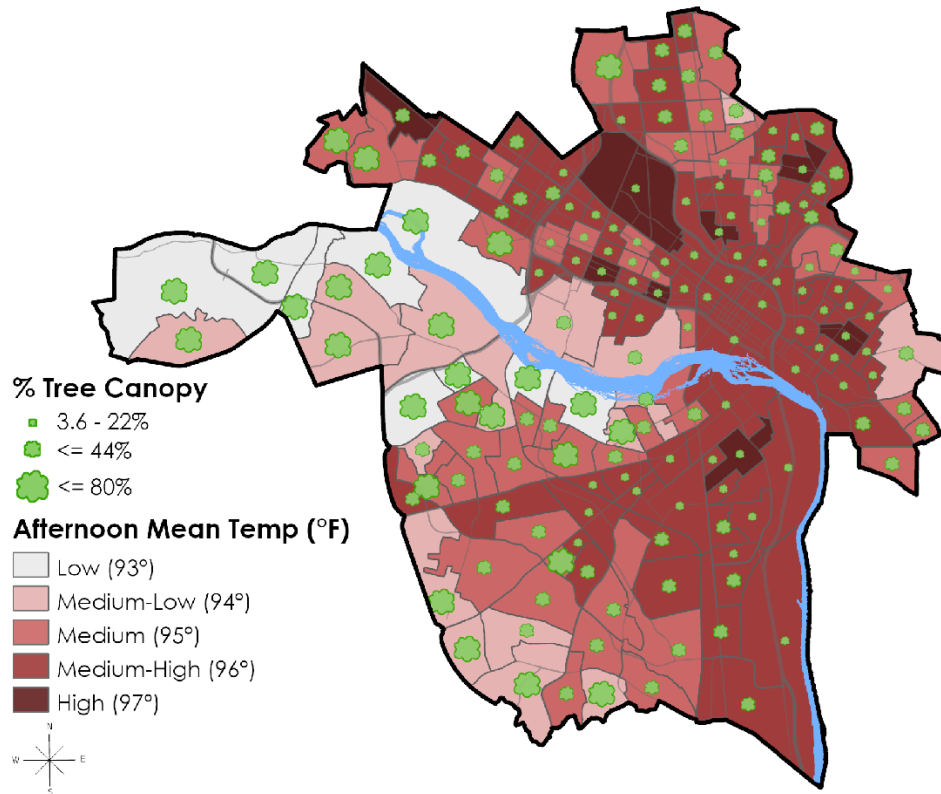 % Tree Canopy
3.6 - 22%
<= 44%
<= 80%
Afternoon Mean Temp (°F)
Low (93°)
Medium-Low (94°)
Medium (95°)
Medium-High (96°)
High (97°)
N
W E
S